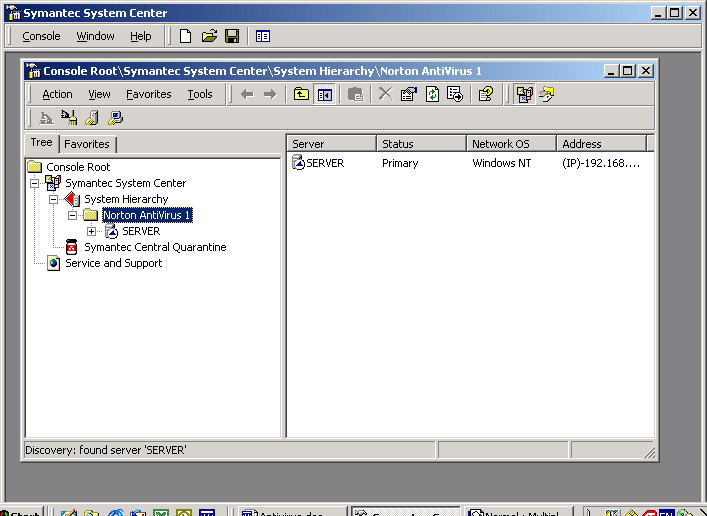 Symantec System Center
Console Window Help
Console Root\Symantec System Center\System Hierarchy\Norton AntiVirus 1
Action View Favorites Tools
Tree Favorites
Server Status Network OS Address
Console Root
SERVER Primary Windows NT (IP)-192.168....
Symantec System Center
System Hierarchy
Norton AntiVirus 1
SERVER
Symantec Central Quarantine
Service and Support
Discovery: found server 'SERVER'